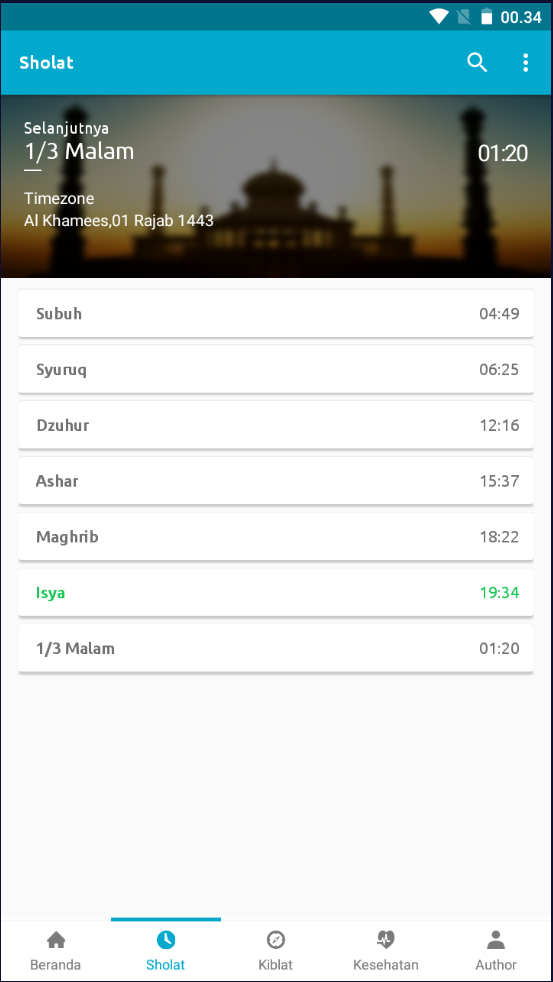 00.34
Sholat
Selanjutnya
1/3 Malam
01:20
Timezone
Al Khamees,01 Rajab 1443
Subuh 04:49
Syuruq 06:25
Dzuhur 12:16
Ashar 15:37
Maghrib 18:22
Isya 19:34
1/3 Malam 01:20
Beranda Sholat Kiblat Kesehatan Author